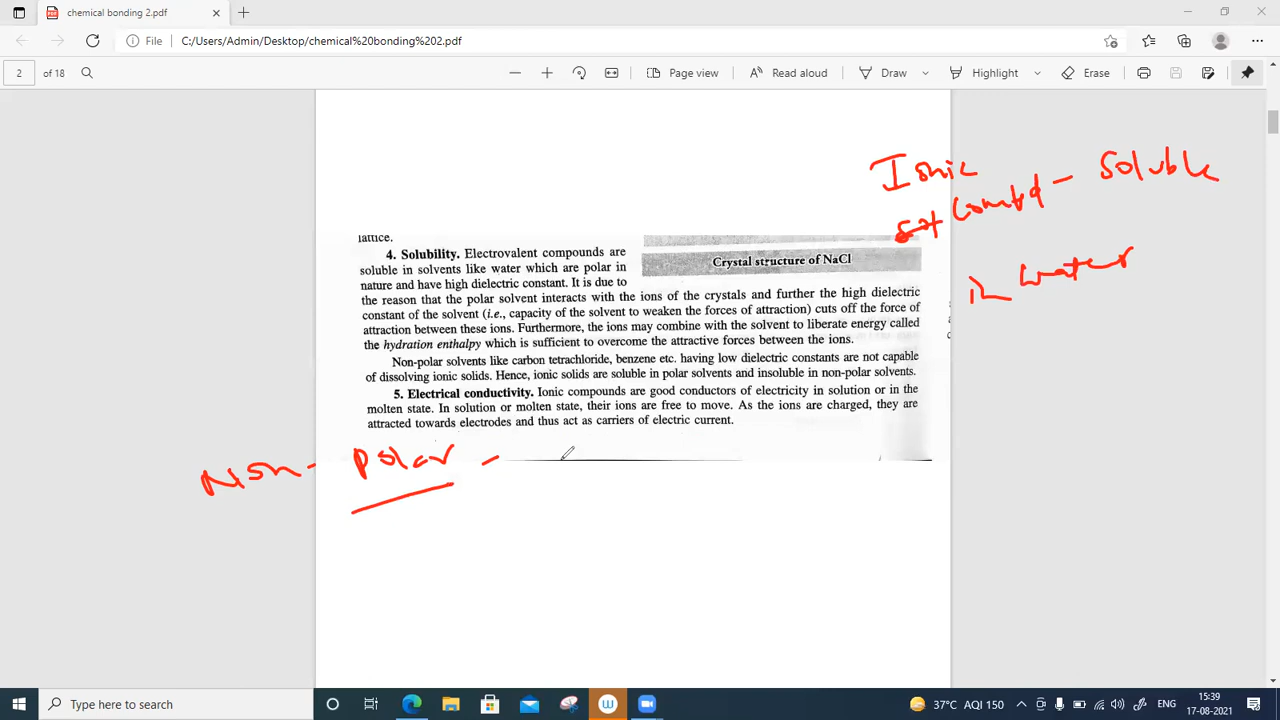 chemical bonding 2.pdf
File C:/Users/Admin/Desktop/chemical%20bonding%202.pdf
2 of 18 Page view Read aloud Draw Highlight Erase
Ionic
Soluble
in water
lattice.
Crystal structure of NaCl
4. Solubility. Electrovalent compounds are
soluble in solvents like water which are polar in
nature and have high dielectric constant. It is due to
the reason that the polar solvent interacts with the ions of the crystals and further the high dielectric
constant of the solvent (i.e., capacity of the solvent to weaken the forces of attraction) cuts off the force of
attraction between these ions. Furthermore, the ions may combine with the solvent to liberate energy called
the hydration enthalpy which is sufficient to overcome the attractive forces between the ions.
Non-polar solvents like carbon tetrachloride, benzene etc. having low dielectric constants are not capable
of dissolving ionic solids. Hence, ionic solids are soluble in polar solvents and insoluble in non-polar solvents.
5. Electrical conductivity. Ionic compounds are good conductors of electricity in solution or in the
molten state. In solution or molten state, their ions are free to move. As the ions are charged, they are
attracted towards electrodes and thus act as carriers of electric current.
Non - polar -
Type here to search
37°C AQI 150
ENG
15:39
17-08-2021